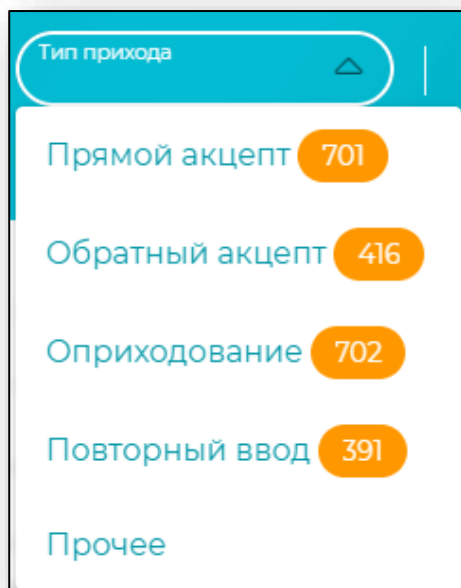 Тип прихода
Прямой акцепт 701
Обратный акцепт 416
Оприходование 702
Повторный ввод 391
Прочее